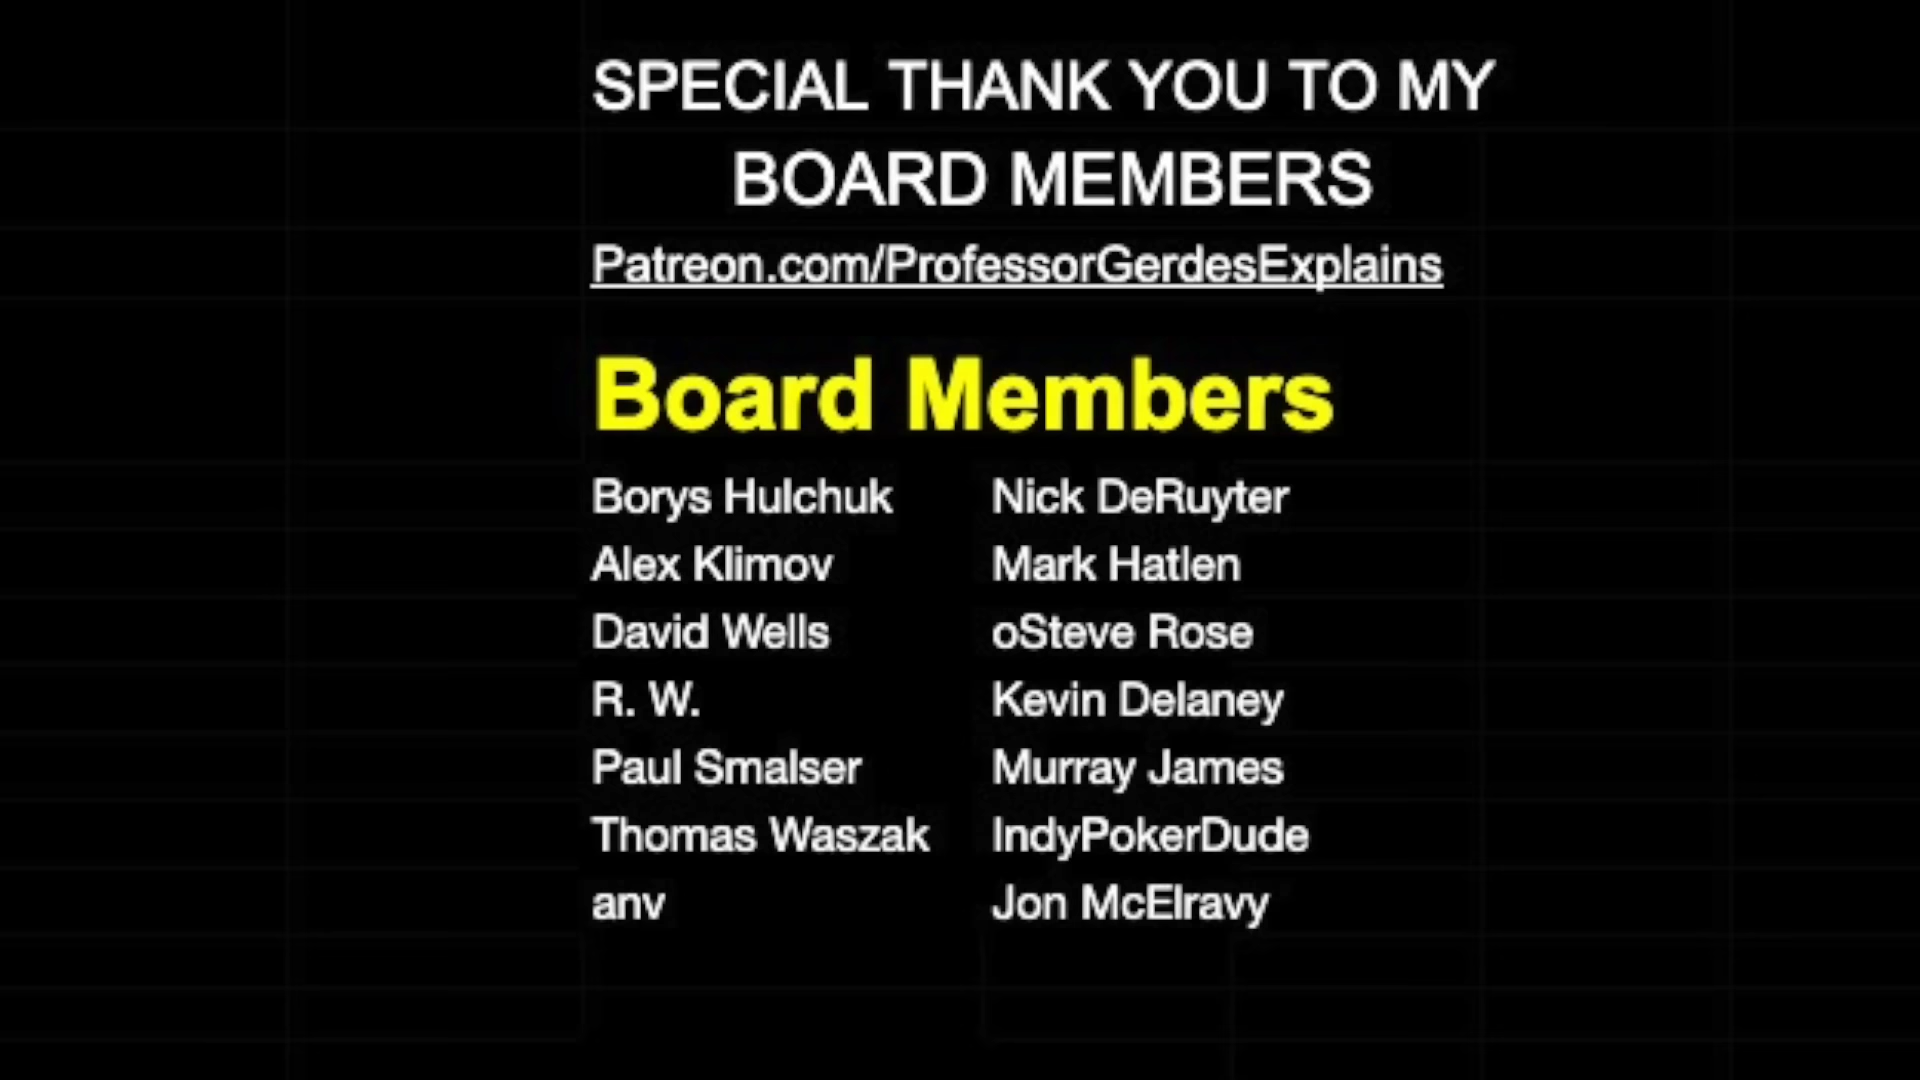 SPECIAL THANK YOU TO MY
BOARD MEMBERS
Patreon.com/ProfessorGerdesExplains
Board Members
Borys Hulchuk Nick DeRuyter
Alex Klimov Mark Hatlen
David Wells oSteve Rose
R. W. Kevin Delaney
Paul Smalser Murray James
Thomas Waszak IndyPokerDude
anv Jon McElravy